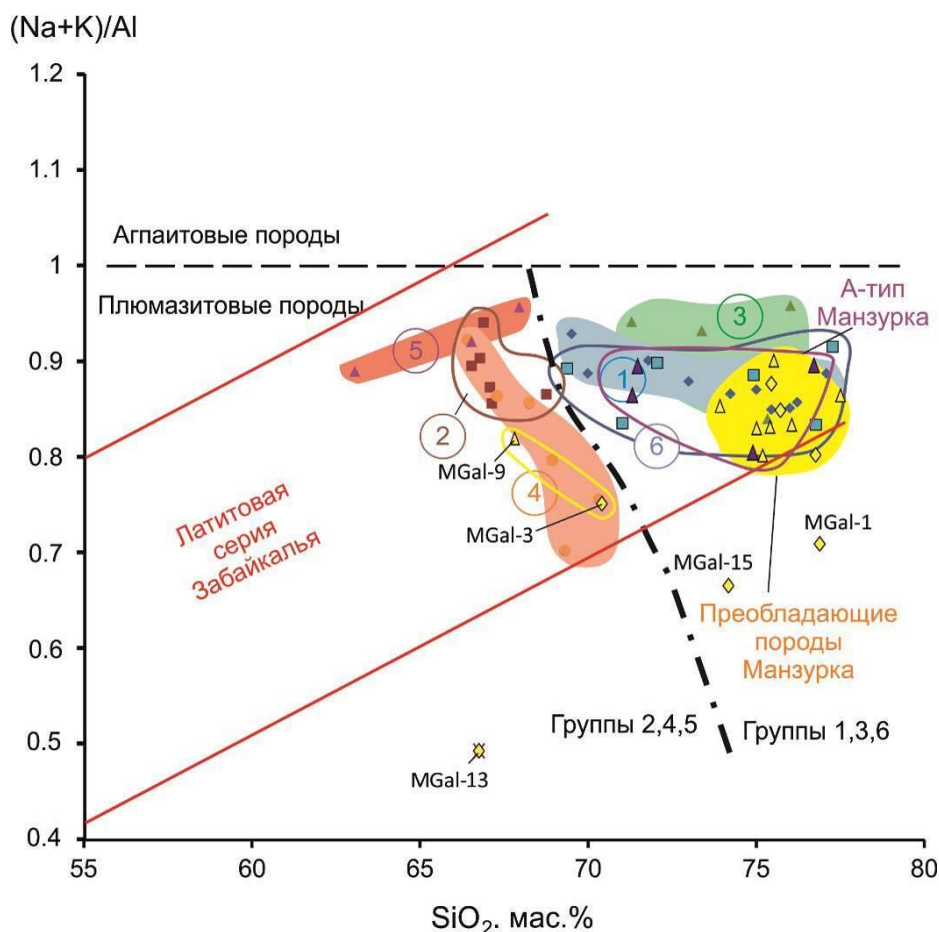 (Na+K)/Al
1.2
1.1
1
0.9
0.8
0.7
0.6
0.5
0.4
Агпаитовые породы
Плюмазитовые породы
А-тип
Манзурка
3
5
1
2
6
4
MGal-9
MGal-3
MGal-1
MGal-15
MGal-13
Латитовая
серия
Забайкалья
Преобладающие
породы
Манзурка
Группы 2,4,5
Группы 1,3,6
55
60
65
70
75
80
SiO2. мас.%